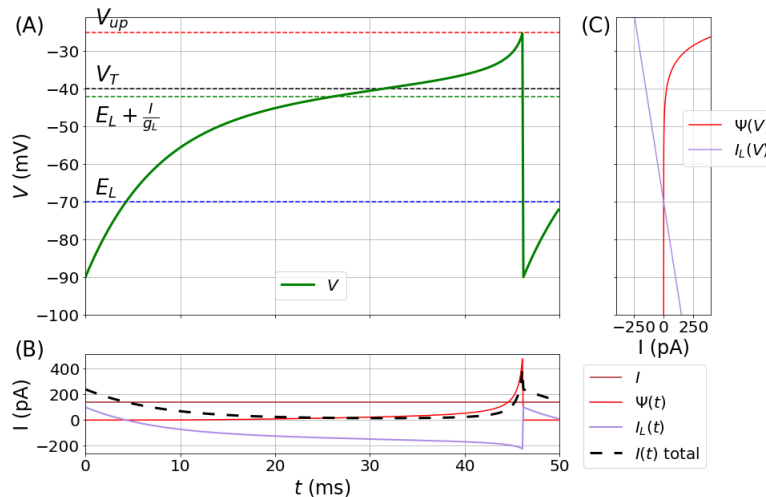 (A)
V_up
V_T
E_L + I/g_L
E_L
V (mV)
−30
−40
−50
−60
−70
−80
−90
−100
V
(C)
Ψ(V)
I_L(V)
−250 0 250
I (pA)
(B)
I (pA)
400
200
0
−200
0 10 20 30 40 50
t (ms)
I
Ψ(t)
I_L(t)
I(t) total